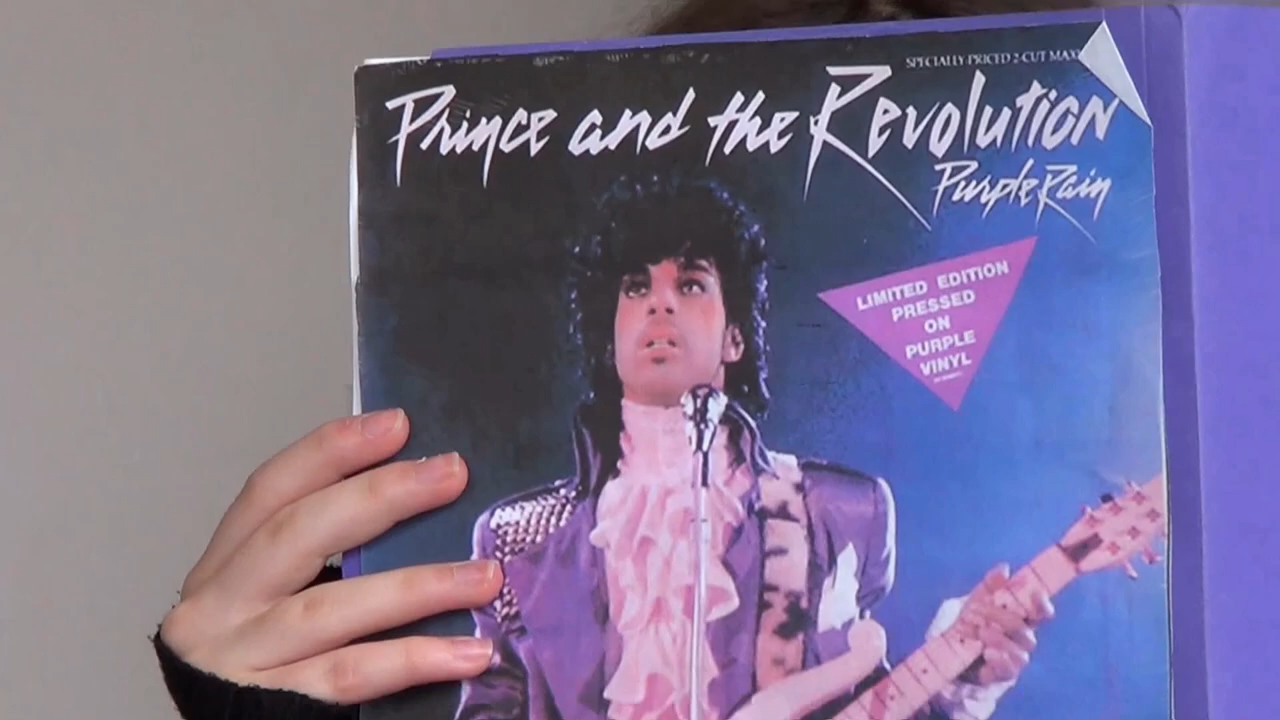 SPECIALLY-PRICED 2-CUT MAXI
Prince and the Revolution
Purple Rain
LIMITED EDITION
PRESSED
ON
PURPLE
VINYL